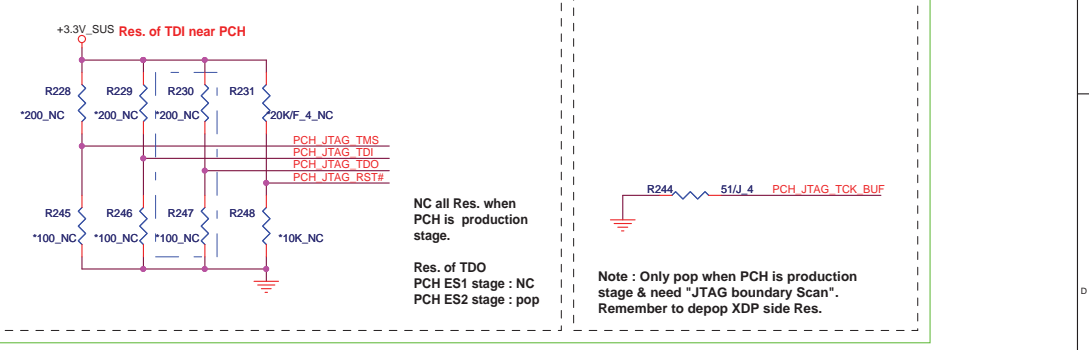 +3.3V_SUS Res. of TDI near PCH
R228 R229 R230 R231
*200_NC *200_NC *200_NC *20K/F_4_NC
PCH_JTAG_TMS
PCH_JTAG_TDI
PCH_JTAG_TDO
PCH_JTAG_RST#
R245 R246 R247 R248
*100_NC *100_NC *100_NC *10K_NC
NC all Res. when
PCH is production
stage.
Res. of TDO
PCH ES1 stage : NC
PCH ES2 stage : pop
R244 51/J_4 PCH_JTAG_TCK_BUF
Note : Only pop when PCH is production
stage & need "JTAG boundary Scan".
Remember to depop XDP side Res.
D